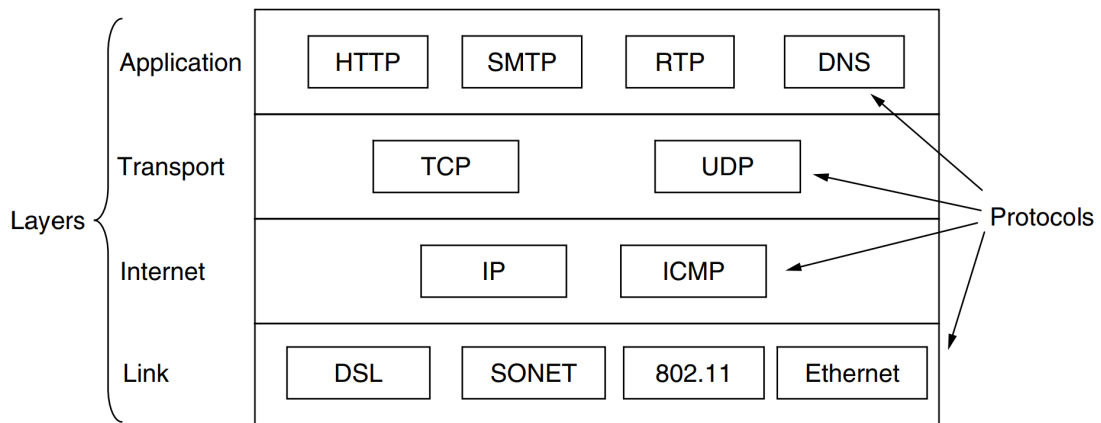 Application HTTP SMTP RTP DNS
Transport TCP UDP
Layers Protocols
Internet IP ICMP
Link DSL SONET 802.11 Ethernet